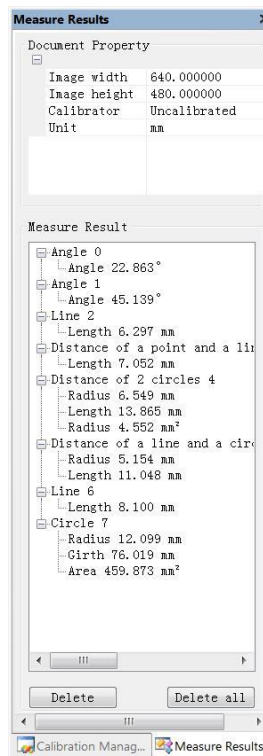 Measure Results
Document Property
Image width 640.000000
Image height 480.000000
Calibrator Uncalibrated
Unit mm
Measure Result
Angle 0
Angle 22.863°
Angle 1
Angle 45.139°
Line 2
Length 6.297 mm
Distance of a point and a lin
Length 7.052 mm
Distance of 2 circles 4
Radius 6.549 mm
Length 13.865 mm
Radius 4.552 mm²
Distance of a line and a circ
Radius 5.154 mm
Length 11.048 mm
Line 6
Length 8.100 mm
Circle 7
Radius 12.099 mm
Girth 76.019 mm
Area 459.873 mm²
Delete Delete all
Calibration Manag... Measure Results